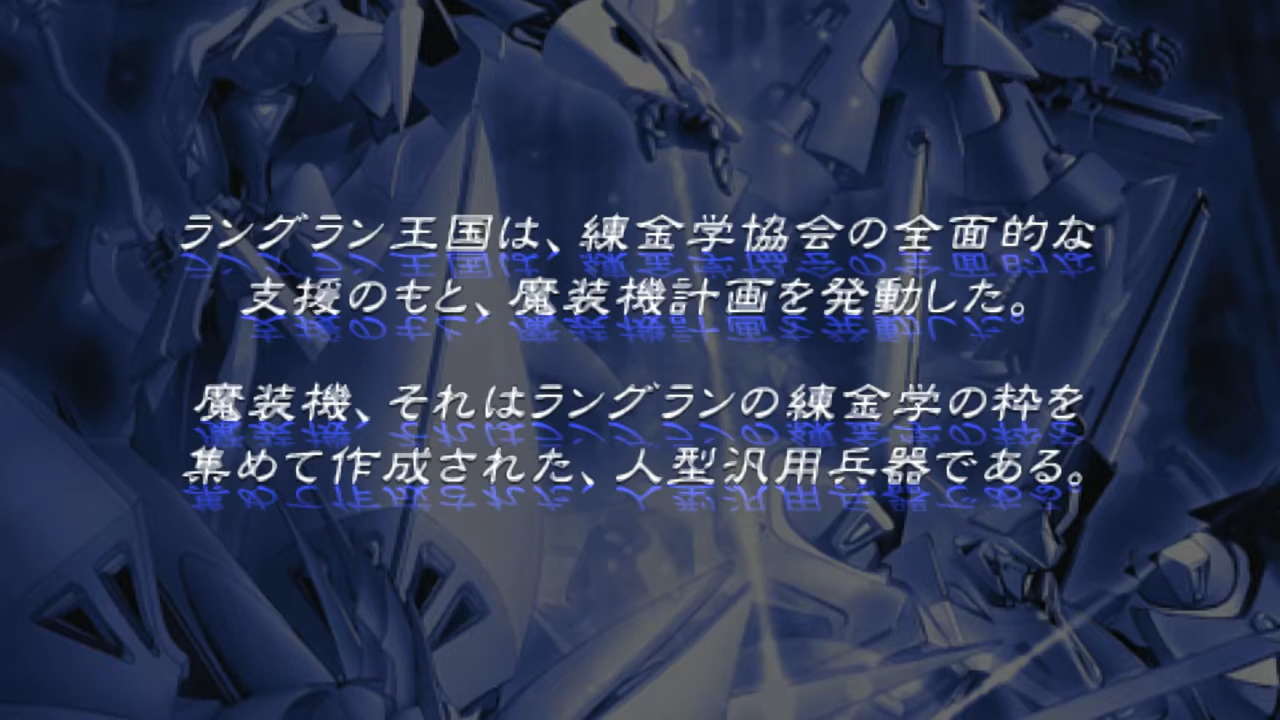 ラングラン王国は、練金学協会の全面的な
支援のもと、魔装機計画を発動した。
魔装機、それはラングランの練金学の粋を
集めて作成された、人型汎用兵器である。